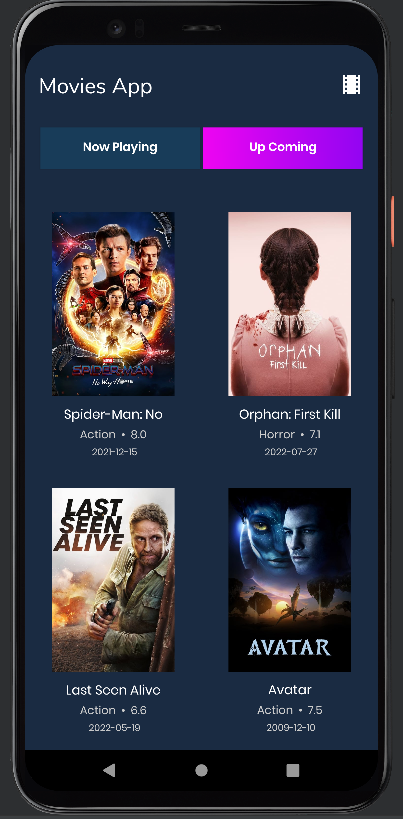 Movies App
Now Playing
Up Coming
SPIDER-MAN
No Way Home
ORPHAN
First Kill
Spider-Man: No
Orphan: First Kill
Action • 8.0
Horror • 7.1
2021-12-15
2022-07-27
LAST
SEEN
ALIVE
AVATAR
Last Seen Alive
Avatar
Action • 6.6
Action • 7.5
2022-05-19
2009-12-10